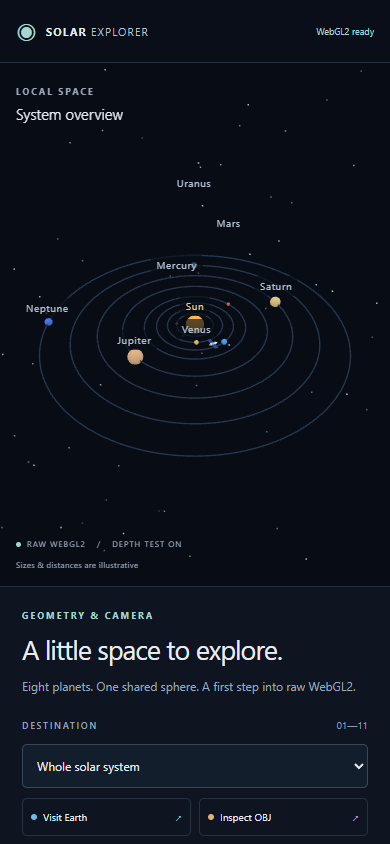 SOLAR EXPLORER
WebGL2 ready
LOCAL SPACE
System overview
Uranus
Mars
Mercury
Saturn
Neptune
Sun
Venus
Jupiter
RAW WEBGL2 / DEPTH TEST ON
Sizes & distances are illustrative
GEOMETRY & CAMERA
A little space to explore.
Eight planets. One shared sphere. A first step into raw WebGL2.
DESTINATION
01—11
Whole solar system
Visit Earth ↗
Inspect OBJ ↗